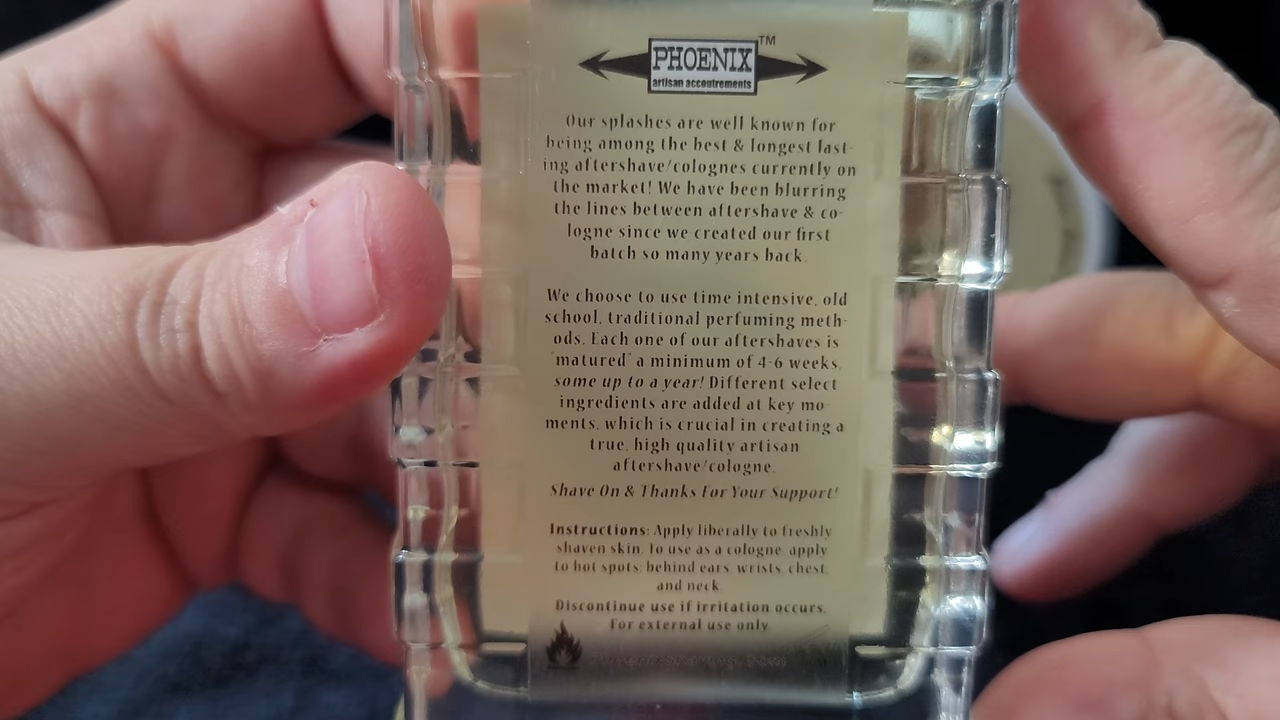 PHOENIX™
artisan accoutrements
Our splashes are well known for
being among the best & longest last-
ing aftershave/colognes currently on
the market! We have been blurring
the lines between aftershave & co-
logne since we created our first
batch so many years back.
We choose to use time intensive, old
school, traditional perfuming meth-
ods. Each one of our aftershaves is
"matured" a minimum of 4-6 weeks,
some up to a year! Different select
ingredients are added at key mo-
ments, which is crucial in creating a
true, high quality artisan
aftershave/cologne.
Shave On & Thanks For Your Support!
Instructions: Apply liberally to freshly
shaven skin. To use as a cologne, apply
to hot spots: behind ears, wrists, chest,
and neck.
Discontinue use if irritation occurs.
For external use only.